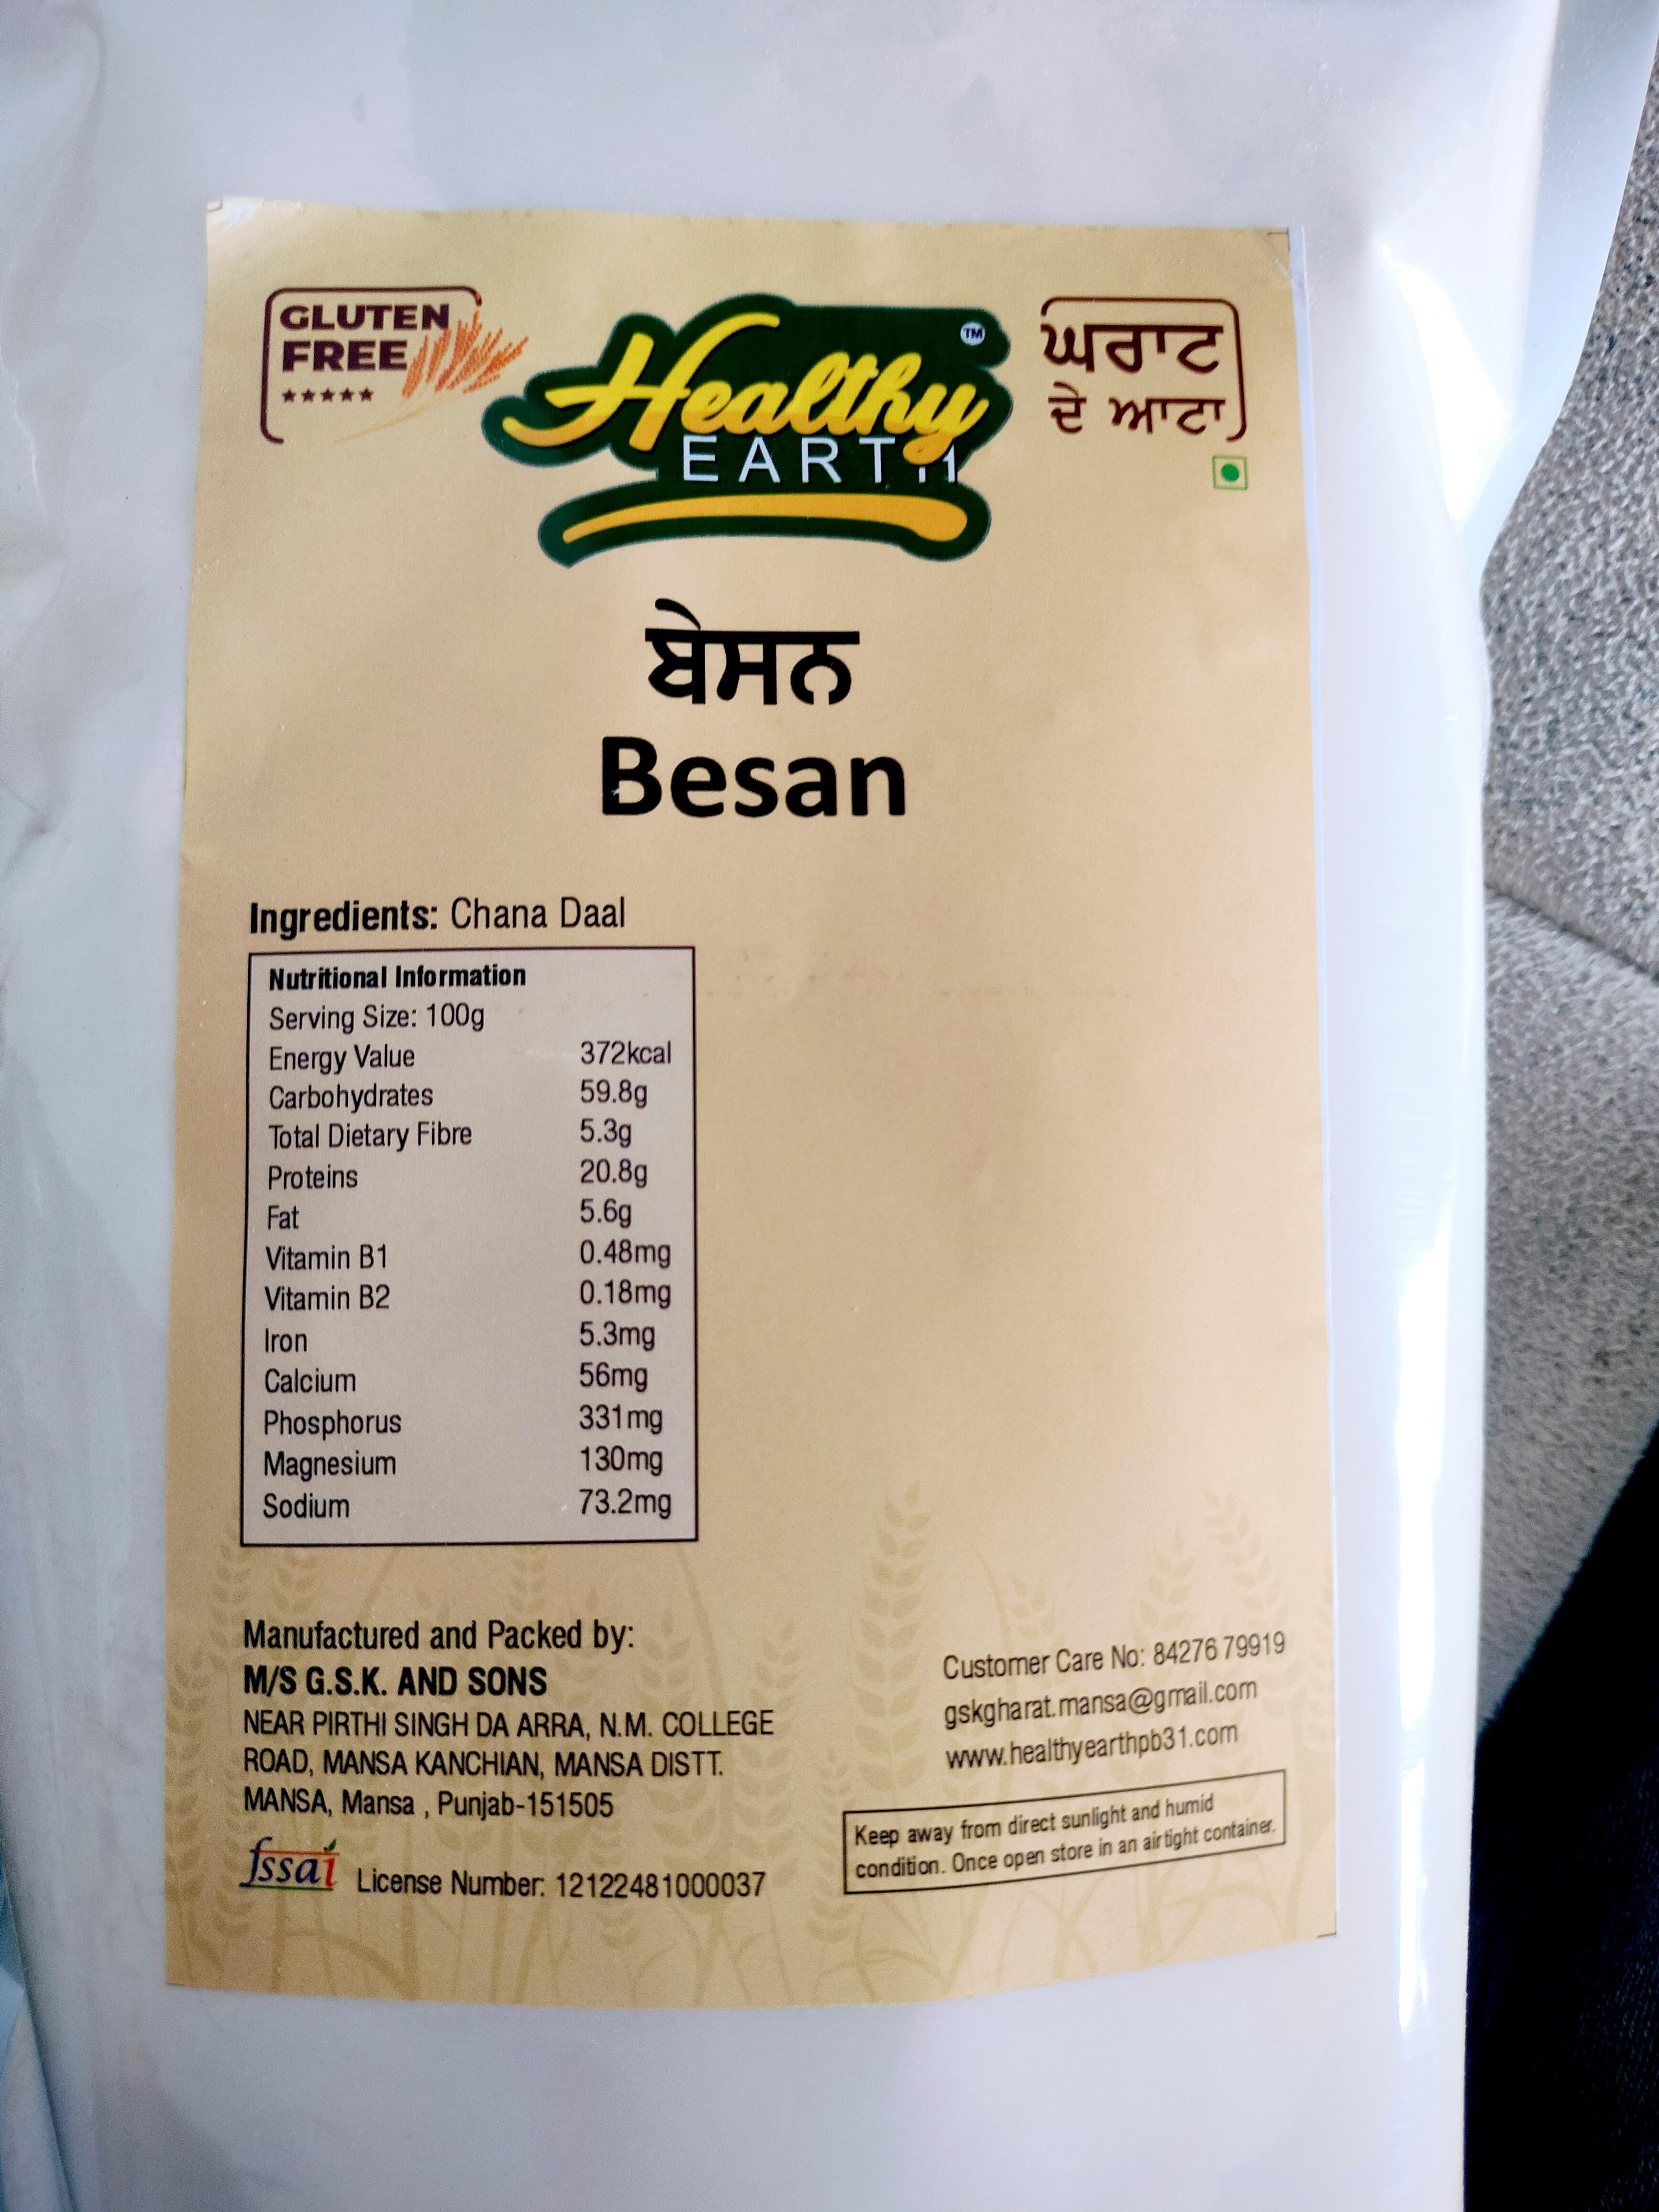 GLUTEN
FREE
Healthy
EARTH
TM
ਘਰਾਟ
ਦੇ ਆਟਾ
ਬੇਸਨ
Besan
Ingredients: Chana Daal
Nutritional Information
Serving Size: 100g
Energy Value 372kcal
Carbohydrates 59.8g
Total Dietary Fibre 5.3g
Proteins 20.8g
Fat 5.6g
Vitamin B1 0.48mg
Vitamin B2 0.18mg
Iron 5.3mg
Calcium 56mg
Phosphorus 331mg
Magnesium 130mg
Sodium 73.2mg
Manufactured and Packed by:
M/S G.S.K. AND SONS
NEAR PIRTHI SINGH DA ARRA, N.M. COLLEGE
ROAD, MANSA KANCHIAN, MANSA DISTT.
MANSA, Mansa , Punjab-151505
fssai License Number: 12122481000037
Customer Care No: 84276 79919
gskgharat.mansa@gmail.com
www.healthyearthpb31.com
Keep away from direct sunlight and humid
condition. Once open store in an airtight container.